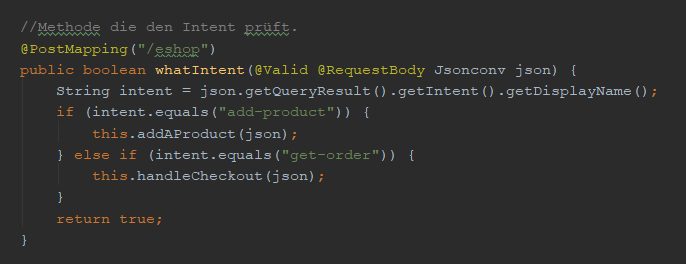 //Methode die den Intent prüft.
@PostMapping("/eshop")
public boolean whatIntent(@Valid @RequestBody Jsonconv json) {
    String intent = json.getQueryResult().getIntent().getDisplayName();
    if (intent.equals("add-product")) {
        this.addAProduct(json);
    } else if (intent.equals("get-order")) {
        this.handleCheckout(json);
    }
    return true;
}